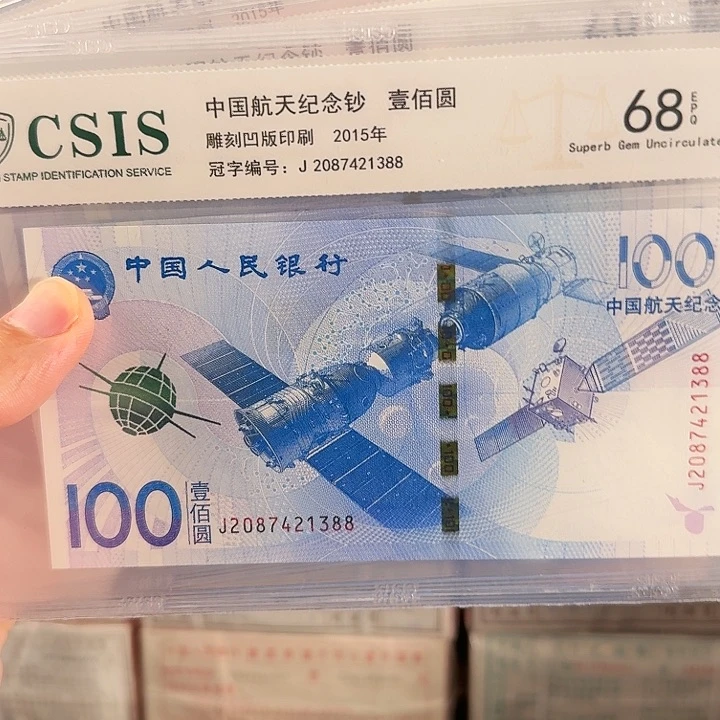 CSIS
STAMP IDENTIFICATION SERVICE
中国航天纪念钞 壹佰圆
雕刻凹版印刷 2015年
冠字编号: J 2087421388
68
EPQ
Superb Gem Uncirculate
中国人民银行
100
中国航天纪念
J2087421388
100
壹佰圆
J2087421388